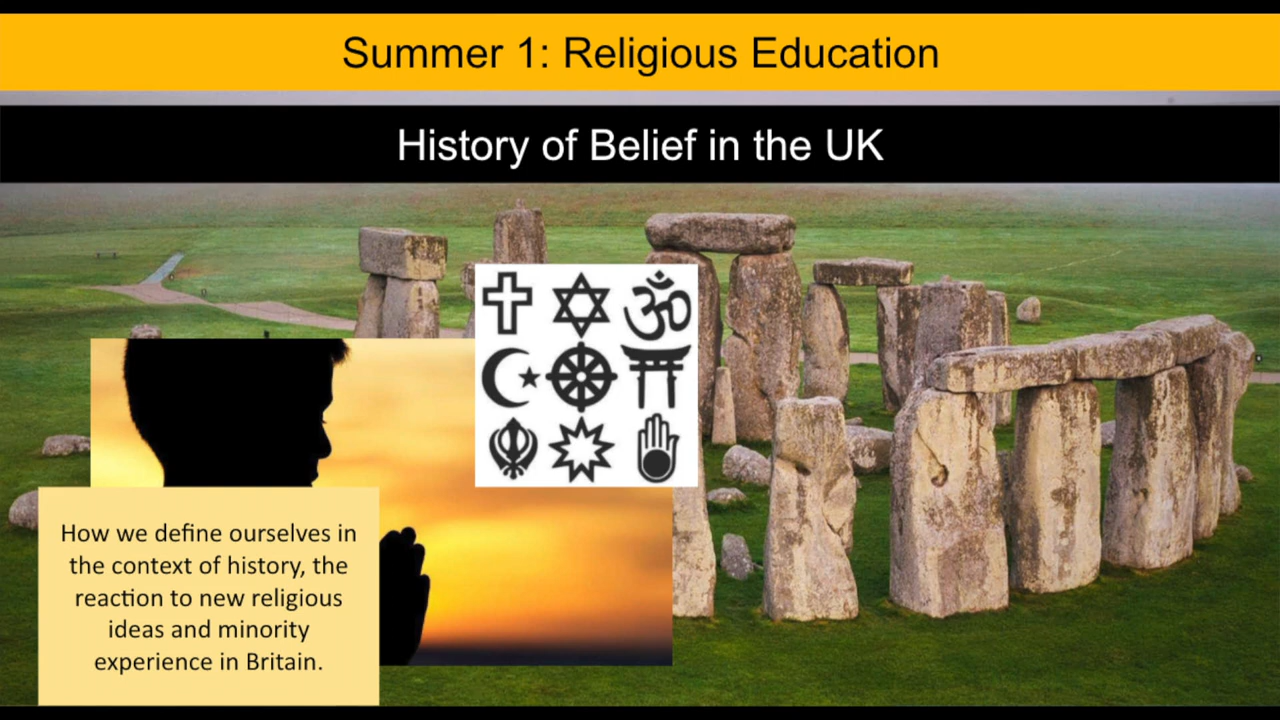 Summer 1: Religious Education
History of Belief in the UK
How we define ourselves in
the context of history, the
reaction to new religious
ideas and minority
experience in Britain.